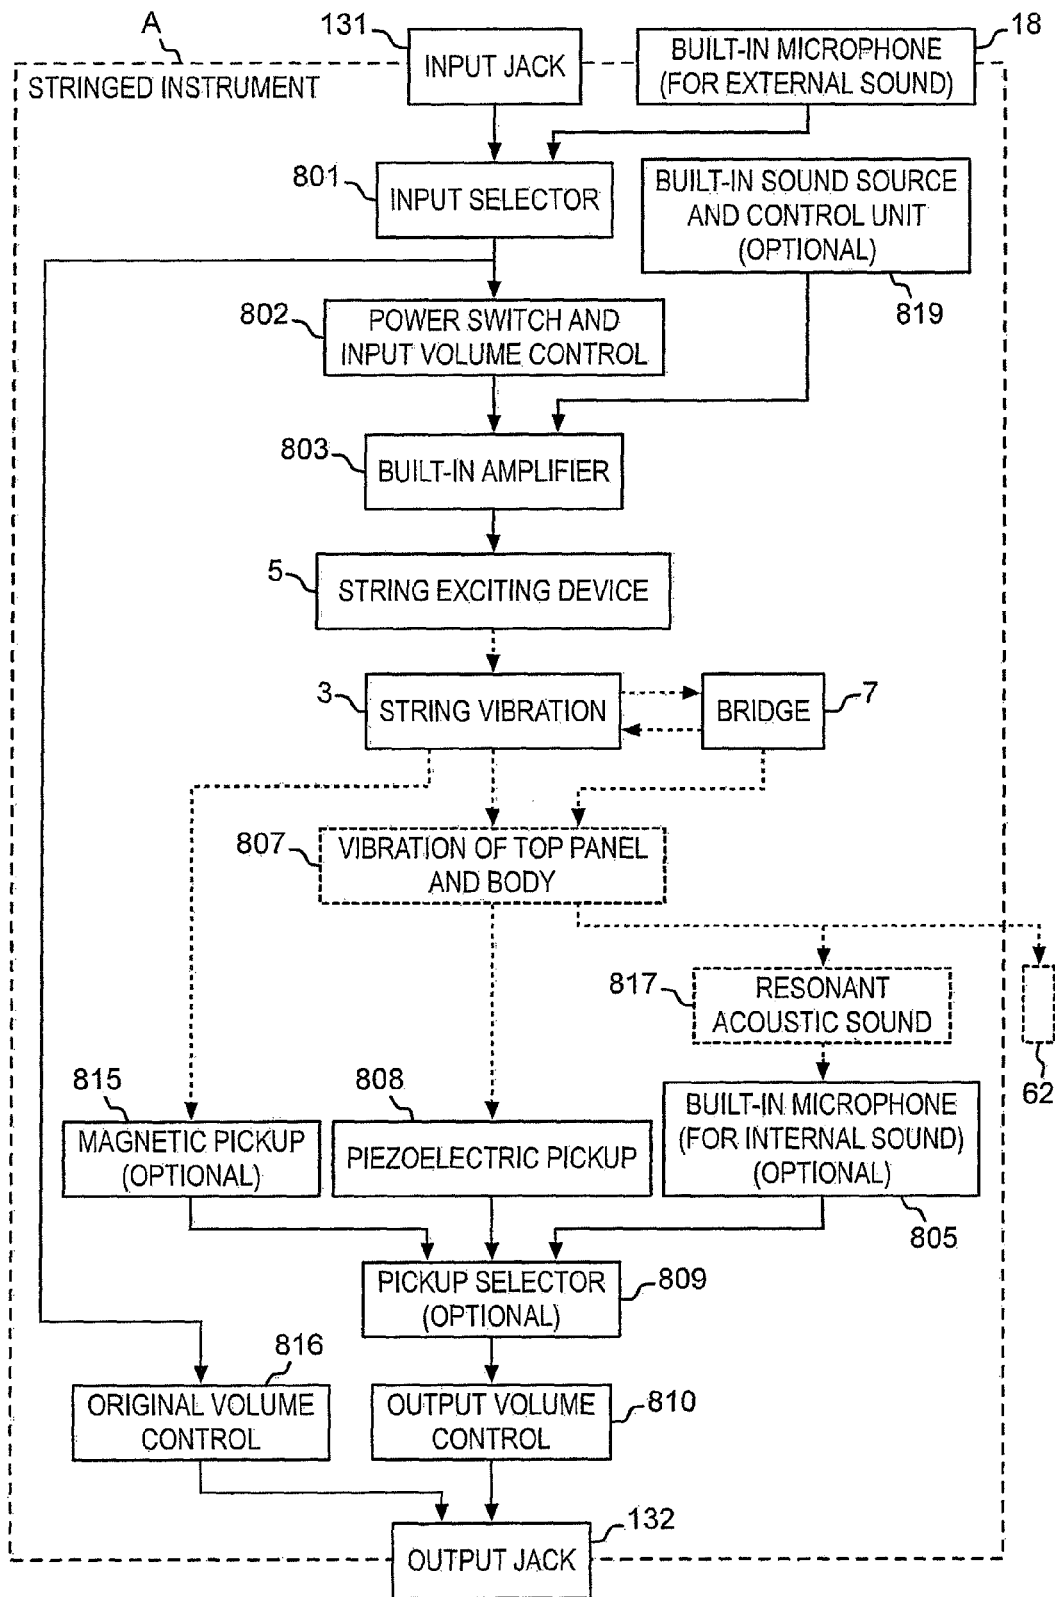 A
131
18
STRINGED INSTRUMENT
INPUT JACK
BUILT-IN MICROPHONE
(FOR EXTERNAL SOUND)
801
INPUT SELECTOR
BUILT-IN SOUND SOURCE
AND CONTROL UNIT
(OPTIONAL)
819
802
POWER SWITCH AND
INPUT VOLUME CONTROL
803
BUILT-IN AMPLIFIER
5
STRING EXCITING DEVICE
3
STRING VIBRATION
BRIDGE
7
807
VIBRATION OF TOP PANEL
AND BODY
817
RESONANT
ACOUSTIC SOUND
62
815
MAGNETIC PICKUP
(OPTIONAL)
808
PIEZOELECTRIC PICKUP
BUILT-IN MICROPHONE
(FOR INTERNAL SOUND)
(OPTIONAL)
805
PICKUP SELECTOR
(OPTIONAL)
809
816
ORIGINAL VOLUME
CONTROL
OUTPUT VOLUME
CONTROL
810
132
OUTPUT JACK